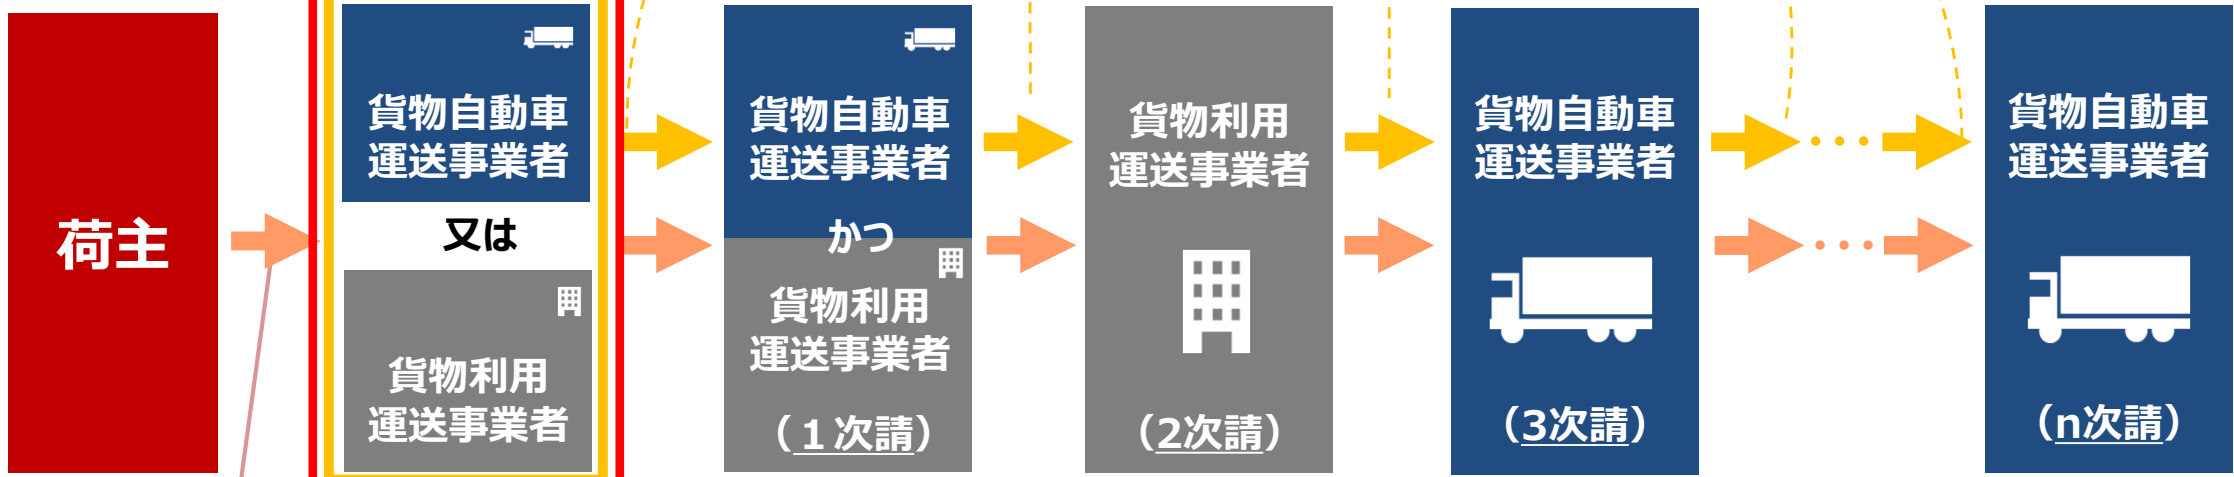 荷主
貨物自動車
運送事業者
又は
貨物利用
運送事業者
貨物自動車
運送事業者
かつ
貨物利用
運送事業者
（１次請）
貨物利用
運送事業者
（2次請）
貨物自動車
運送事業者
（3次請）
貨物自動車
運送事業者
（n次請）